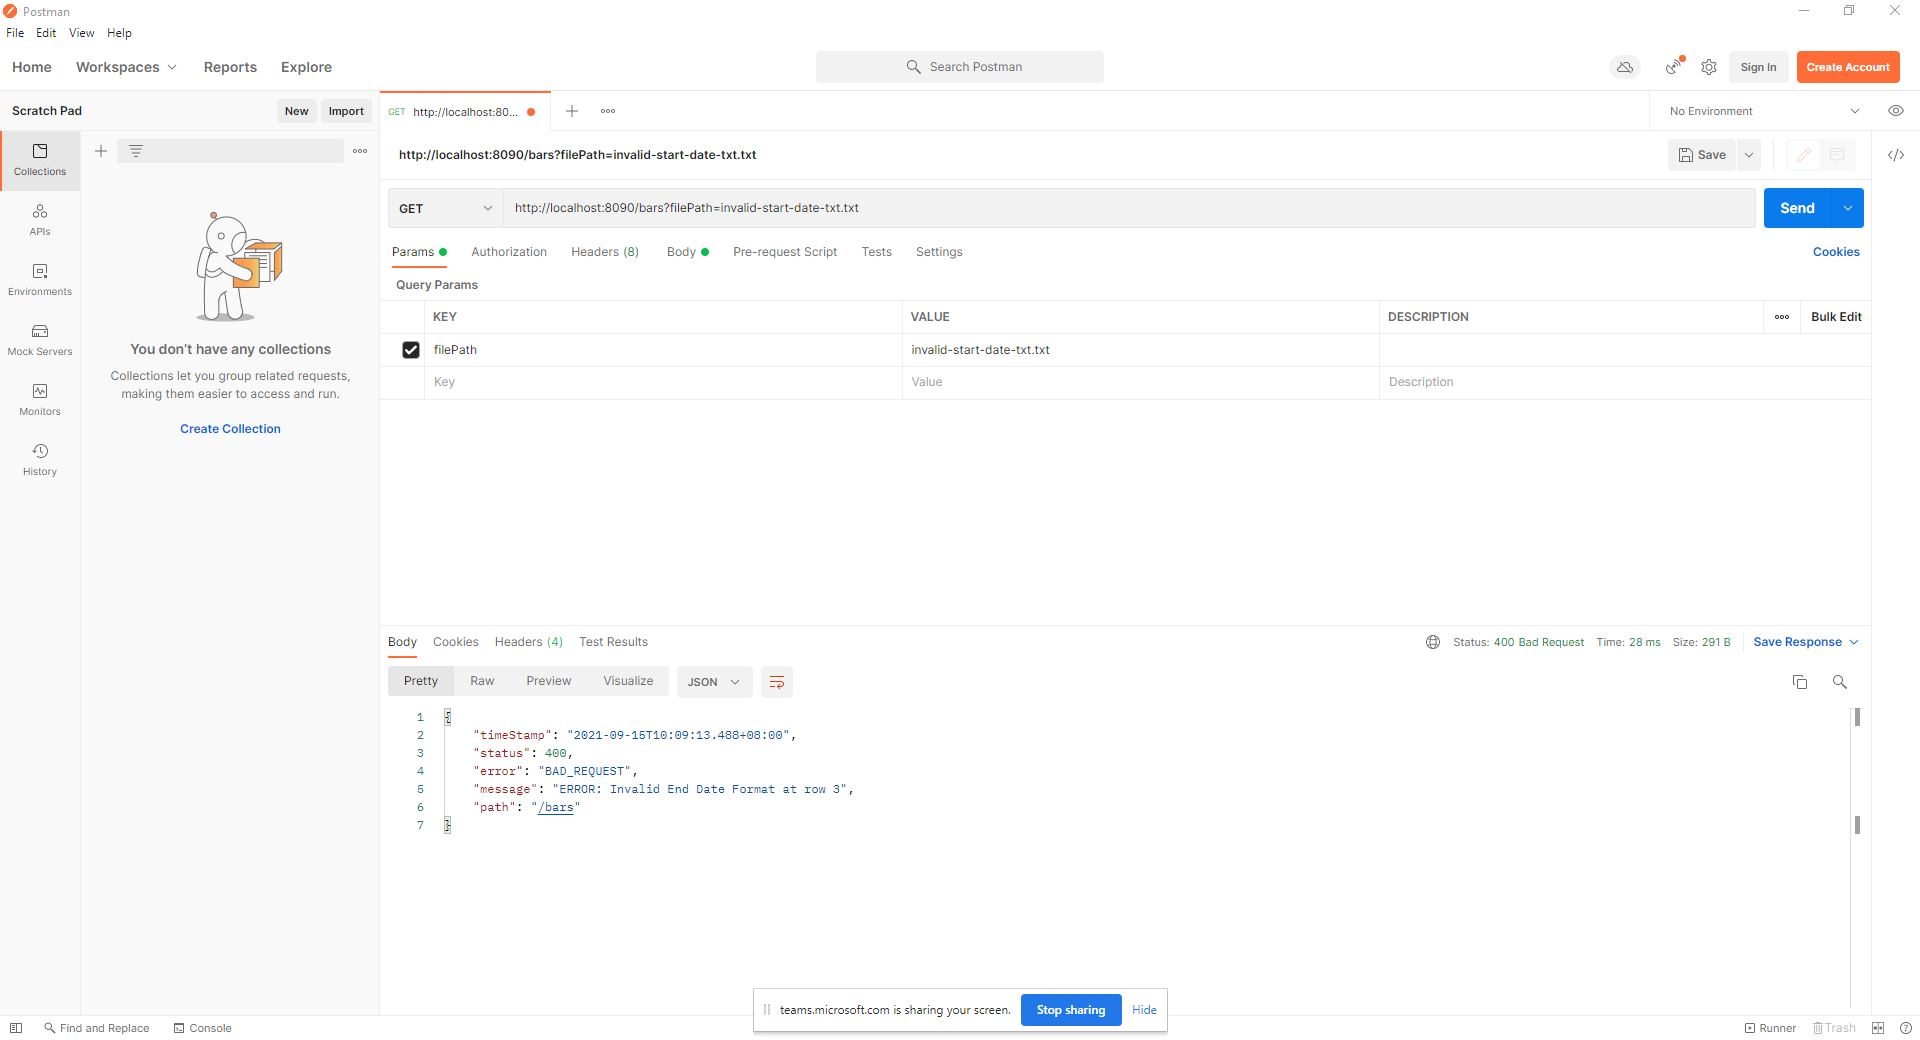 Postman
File Edit View Help
Home Workspaces Reports Explore
Search Postman
Sign In
Create Account
Scratch Pad
New
Import
GET http://localhost:80...
No Environment
Collections
APIs
Environments
Mock Servers
Monitors
History
You don't have any collections
Collections let you group related requests,
making them easier to access and run.
Create Collection
http://localhost:8090/bars?filePath=invalid-start-date-txt.txt
Save
GET
http://localhost:8090/bars?filePath=invalid-start-date-txt.txt
Send
Params Authorization Headers (8) Body Pre-request Script Tests Settings
Cookies
Query Params
KEY VALUE DESCRIPTION
Bulk Edit
filePath invalid-start-date-txt.txt
Key Value Description
Body Cookies Headers (4) Test Results
Status: 400 Bad Request Time: 28 ms Size: 291 B
Save Response
Pretty Raw Preview Visualize JSON
1 {
2 "timeStamp": "2021-09-15T10:09:13.488+08:00",
3 "status": 400,
4 "error": "BAD_REQUEST",
5 "message": "ERROR: Invalid End Date Format at row 3",
6 "path": "/bars"
7 }
teams.microsoft.com is sharing your screen.
Stop sharing
Hide
Find and Replace
Console
Runner
Trash